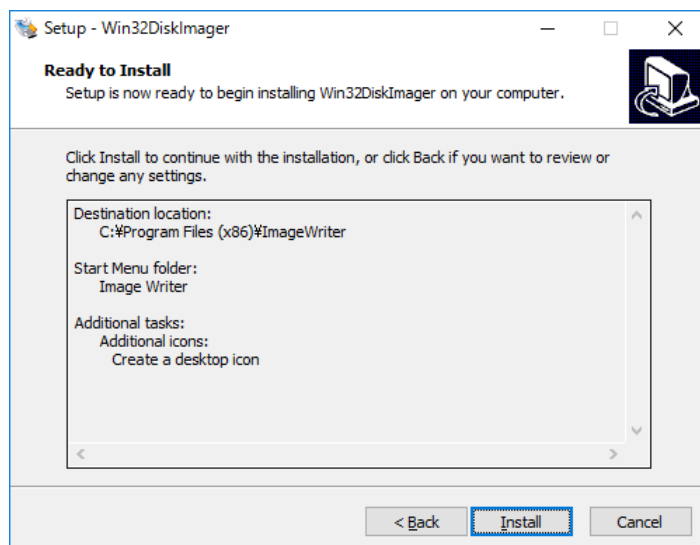 Setup - Win32DiskImager
Ready to Install
Setup is now ready to begin installing Win32DiskImager on your computer.
Click Install to continue with the installation, or click Back if you want to review or
change any settings.
Destination location:
C:¥Program Files (x86)¥ImageWriter
Start Menu folder:
Image Writer
Additional tasks:
Additional icons:
Create a desktop icon
< Back
Install
Cancel